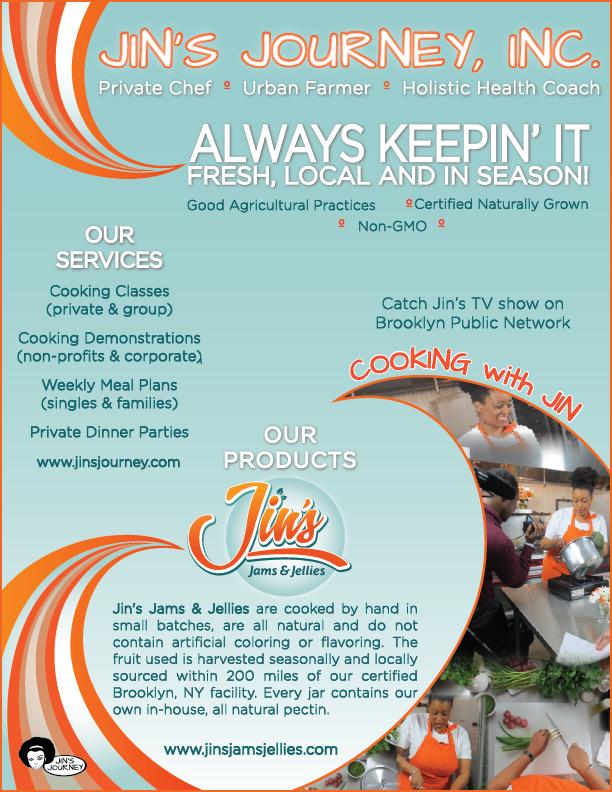 JIN'S JOURNEY, INC.
Private Chef º Urban Farmer º Holistic Health Coach
ALWAYS KEEPIN' IT
FRESH, LOCAL AND IN SEASON!
Good Agricultural Practices º Certified Naturally Grown
º Non-GMO º
OUR
SERVICES
Cooking Classes
(private & group)
Cooking Demonstrations
(non-profits & corporate)
Weekly Meal Plans
(singles & families)
Private Dinner Parties
www.jinsjourney.com
Catch Jin's TV show on
Brooklyn Public Network
COOKING with JIN
OUR
PRODUCTS
Jin's
Jams & Jellies
Jin's Jams & Jellies are cooked by hand in
small batches, are all natural and do not
contain artificial coloring or flavoring. The
fruit used is harvested seasonally and locally
sourced within 200 miles of our certified
Brooklyn, NY facility. Every jar contains our
own in-house, all natural pectin.
www.jinsjamsjellies.com
JIN'S
JOURNEY